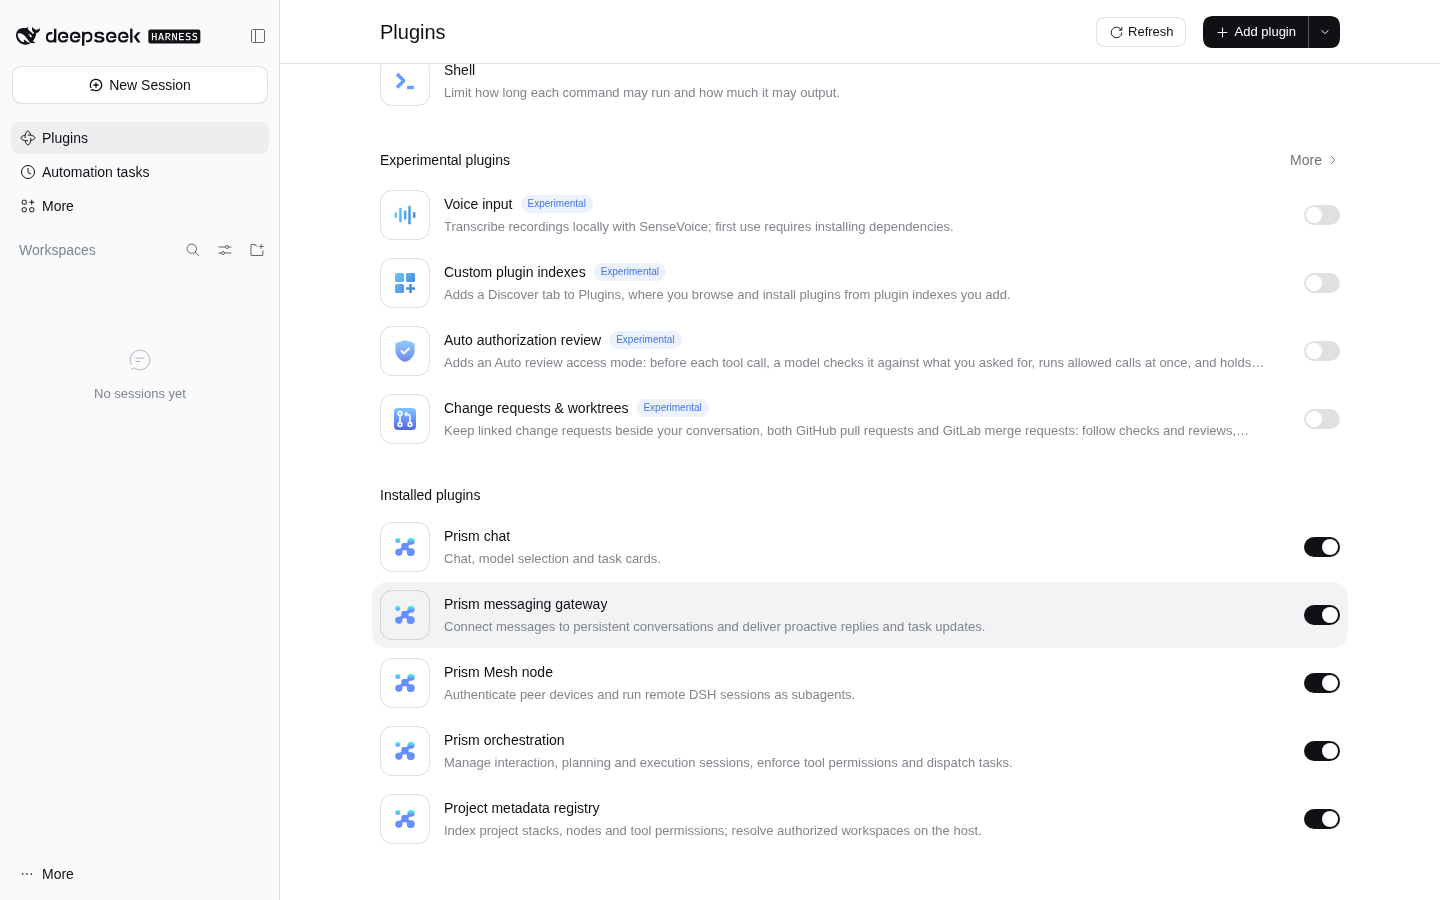 deepseek HARNESS
New Session
Plugins
Automation tasks
More
Workspaces
No sessions yet
More
Plugins
Refresh
Add plugin
Shell
Limit how long each command may run and how much it may output.
Experimental plugins
More
Voice input Experimental
Transcribe recordings locally with SenseVoice; first use requires installing dependencies.
Custom plugin indexes Experimental
Adds a Discover tab to Plugins, where you browse and install plugins from plugin indexes you add.
Auto authorization review Experimental
Adds an Auto review access mode: before each tool call, a model checks it against what you asked for, runs allowed calls at once, and holds…
Change requests & worktrees Experimental
Keep linked change requests beside your conversation, both GitHub pull requests and GitLab merge requests: follow checks and reviews,…
Installed plugins
Prism chat
Chat, model selection and task cards.
Prism messaging gateway
Connect messages to persistent conversations and deliver proactive replies and task updates.
Prism Mesh node
Authenticate peer devices and run remote DSH sessions as subagents.
Prism orchestration
Manage interaction, planning and execution sessions, enforce tool permissions and dispatch tasks.
Project metadata registry
Index project stacks, nodes and tool permissions; resolve authorized workspaces on the host.